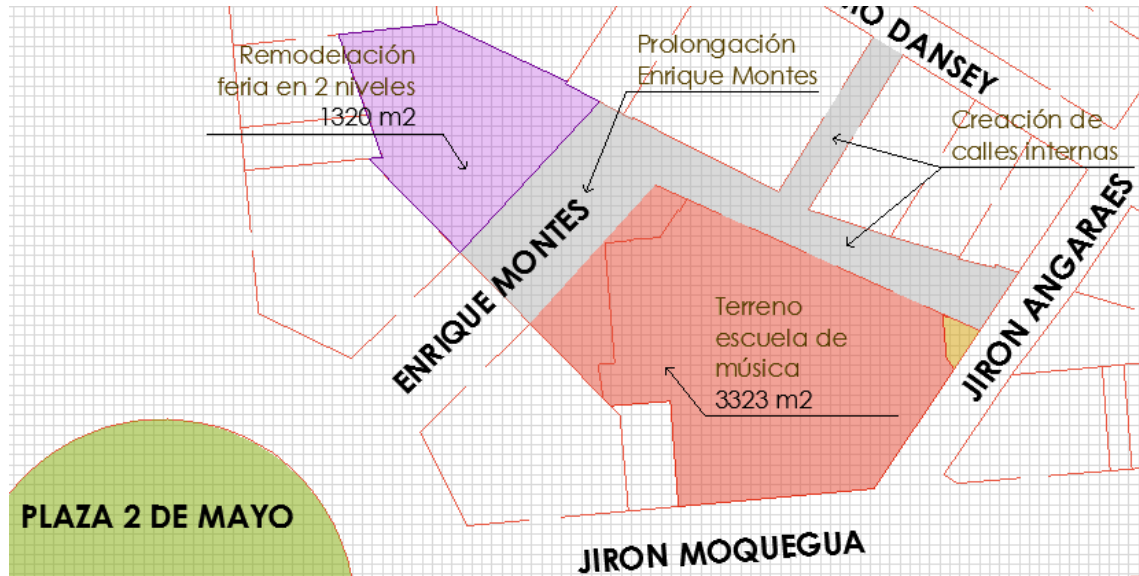 Remodelación
feria en 2 niveles
1320 m2
Prolongación
Enrique Montes
DANSEY
Creación de
calles internas
ENRIQUE MONTES
Terreno
escuela de
música
3323 m2
JIRON ANGARAES
PLAZA 2 DE MAYO
JIRON MOQUEGUA